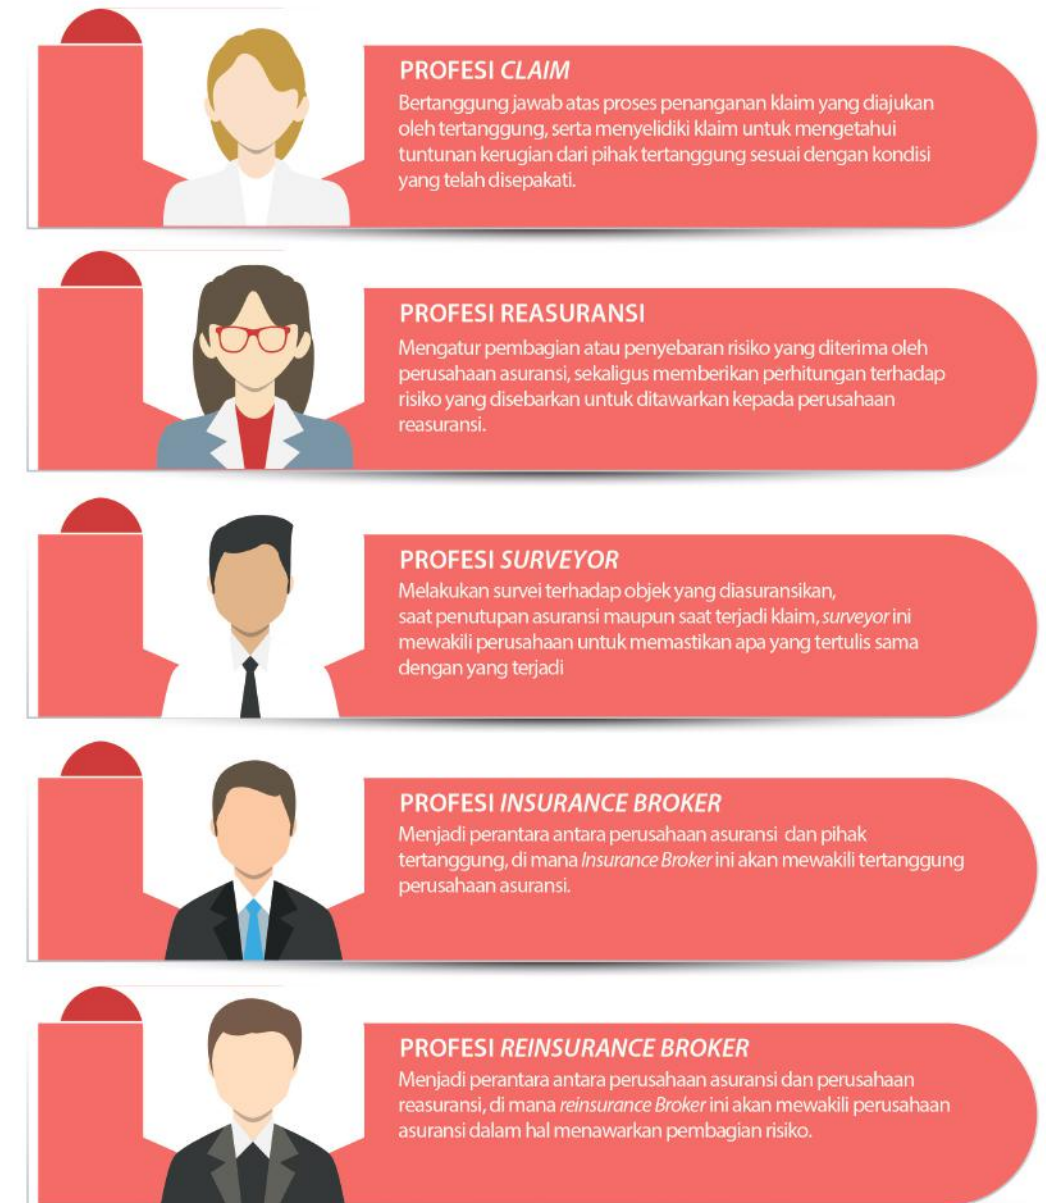 PROFESI CLAIM
Bertanggung jawab atas proses penanganan klaim yang diajukan
oleh tertanggung, serta menyelidiki klaim untuk mengetahui
tuntunan kerugian dari pihak tertanggung sesuai dengan kondisi
yang telah disepakati.
PROFESI REASURANSI
Mengatur pembagian atau penyebaran risiko yang diterima oleh
perusahaan asuransi, sekaligus memberikan perhitungan terhadap
risiko yang disebarkan untuk ditawarkan kepada perusahaan
reasuransi.
PROFESI SURVEYOR
Melakukan survei terhadap objek yang diasuransikan,
saat penutupan asuransi maupun saat terjadi klaim, surveyor ini
mewakili perusahaan untuk memastikan apa yang tertulis sama
dengan yang terjadi
PROFESI INSURANCE BROKER
Menjadi perantara antara perusahaan asuransi dan pihak
tertanggung, di mana Insurance Broker ini akan mewakili tertanggung
perusahaan asuransi.
PROFESI REINSURANCE BROKER
Menjadi perantara antara perusahaan asuransi dan perusahaan
reasuransi, di mana reinsurance Broker ini akan mewakili perusahaan
asuransi dalam hal menawarkan pembagian risiko.